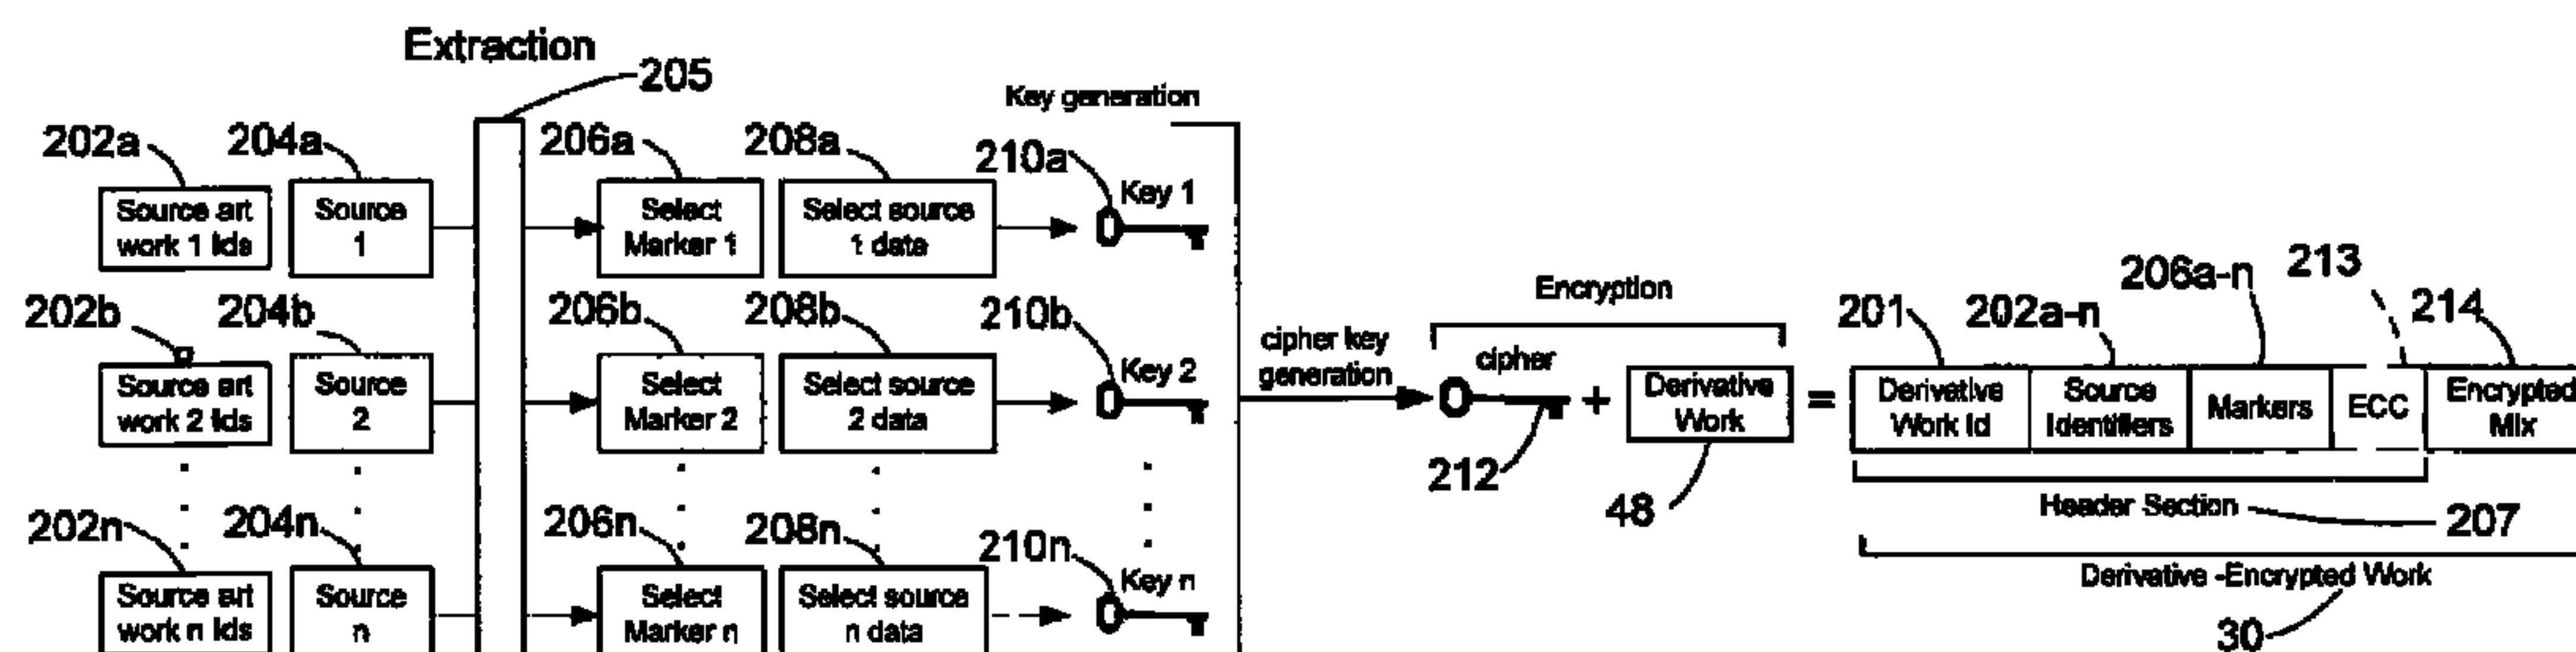 Extraction
205
Key generation
202a
204a
206a
208a
210a
Source art
work 1 Ids
Source
1
Select
Marker 1
Select source
1 data
Key 1
202b
204b
206b
208b
210b
Source art
work 2 Ids
Source
2
Select
Marker 2
Select source
2 data
Key 2
202n
204n
206n
208n
210n
Source art
work n Ids
Source
n
Select
Marker n
Select source
n data
Key n
cipher key
generation
Encryption
cipher
+
212
Derivative
Work
48
=
201
202a-n
206a-n
213
214
Derivative
Work Id
Source
Identifiers
Markers
ECC
Encrypted
Mix
Header Section
207
Derivative -Encrypted Work
30